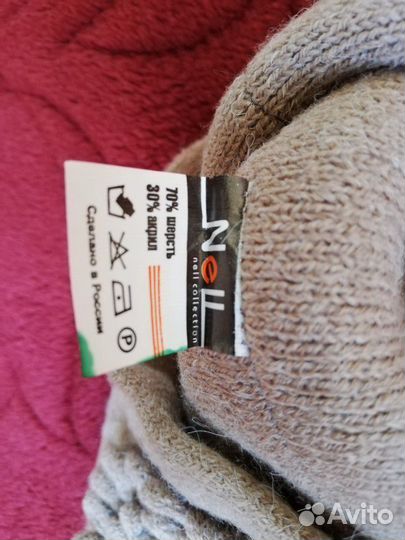 Nell
nell collection
70% шерсть
30% акрил
P
Сделано в России
Avito